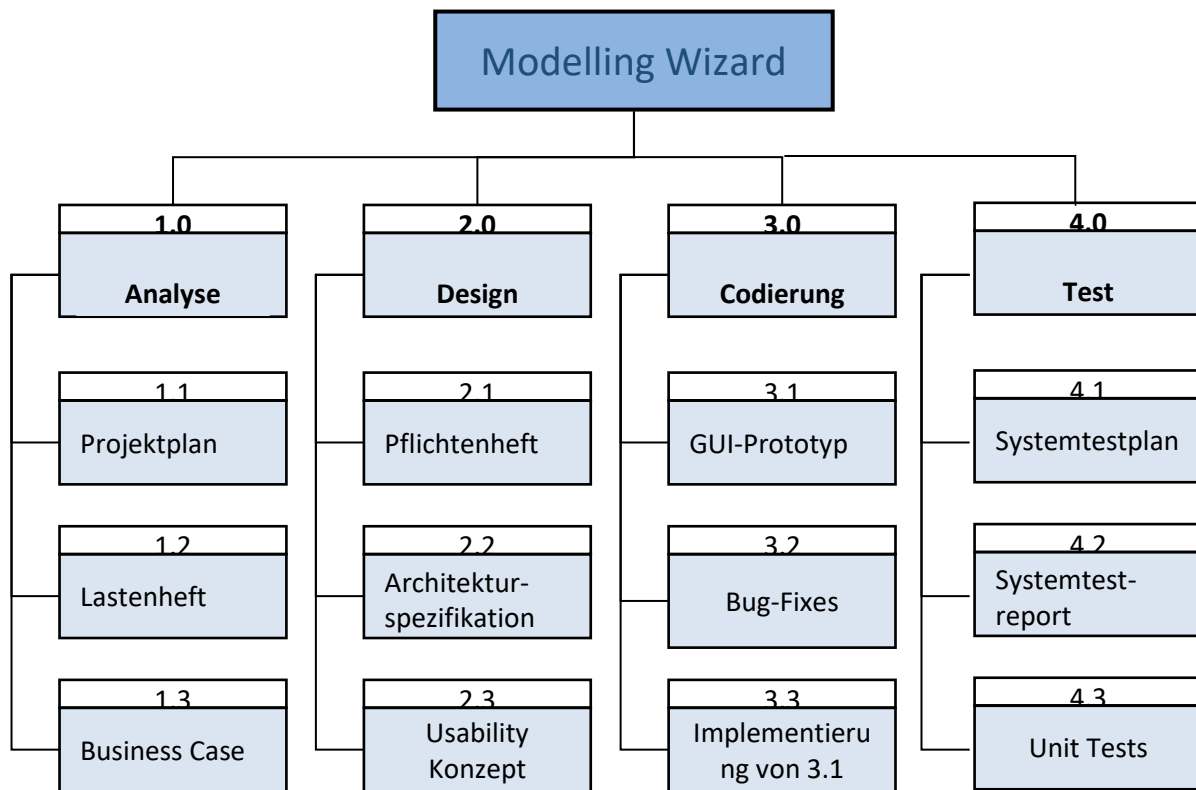 Modelling Wizard
1.0
Analyse
2.0
Design
3.0
Codierung
4.0
Test
1.1
Projektplan
2.1
Pflichtenheft
3.1
GUI-Prototyp
4.1
Systemtestplan
1.2
Lastenheft
2.2
Architektur-
spezifikation
3.2
Bug-Fixes
4.2
Systemtest-
report
1.3
Business Case
2.3
Usability
Konzept
3.3
Implementieru
ng von 3.1
4.3
Unit Tests